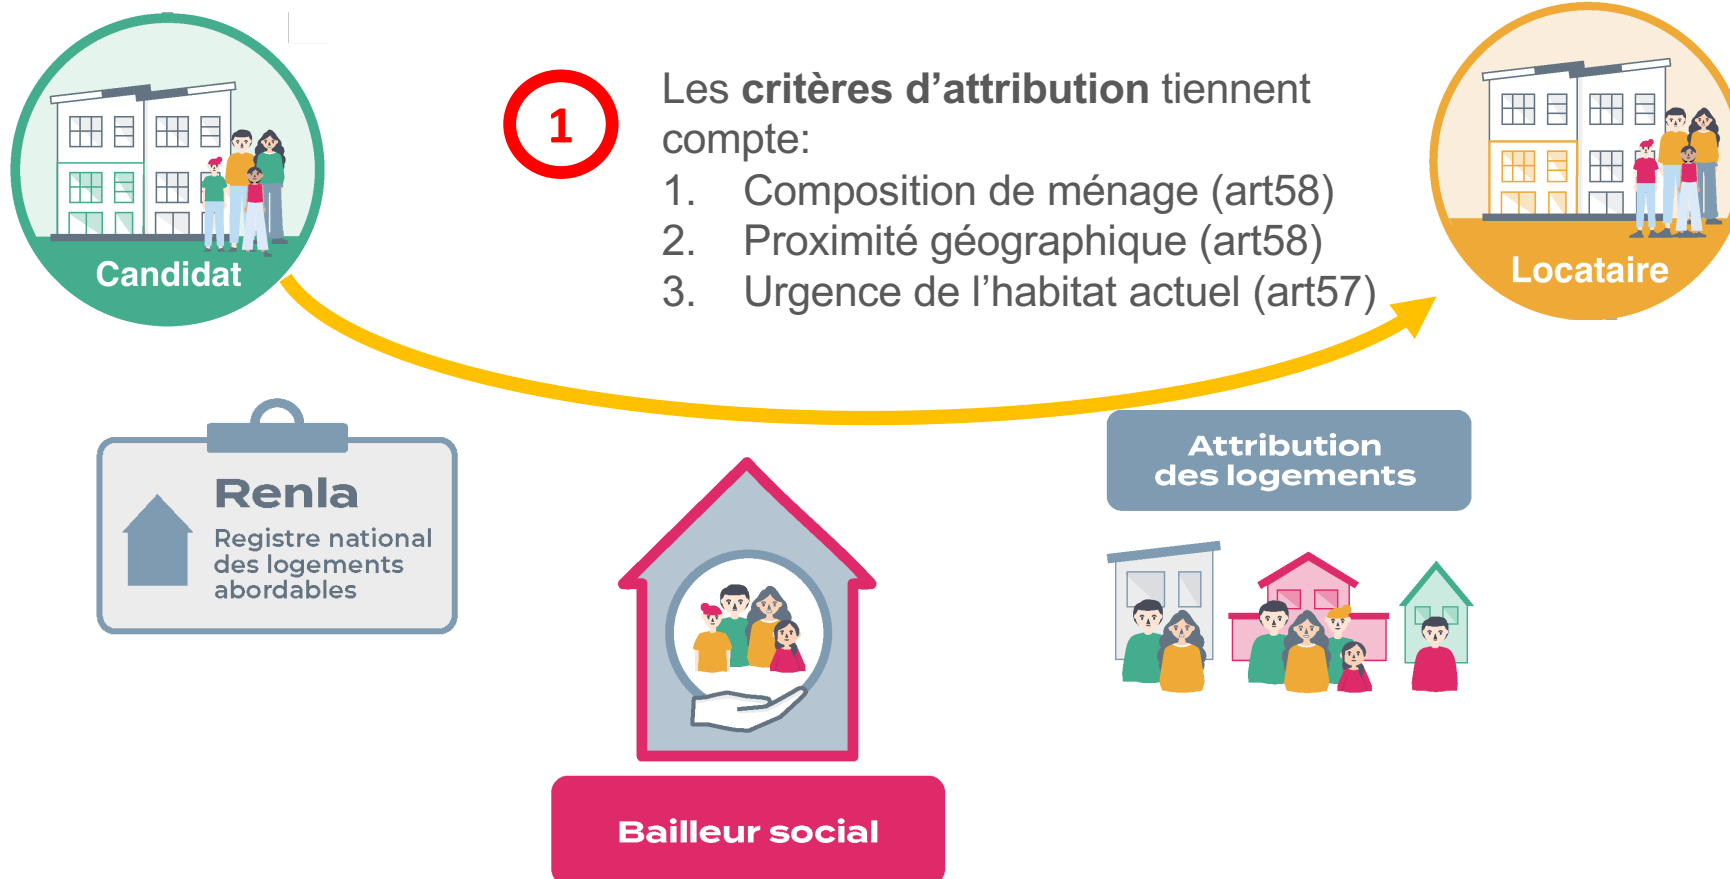 1
Les critères d’attribution tiennent
compte:
1. Composition de ménage (art58)
2. Proximité géographique (art58)
3. Urgence de l’habitat actuel (art57)
Candidat
Locataire
Renla
Registre national
des logements
abordables
Attribution
des logements
Bailleur social